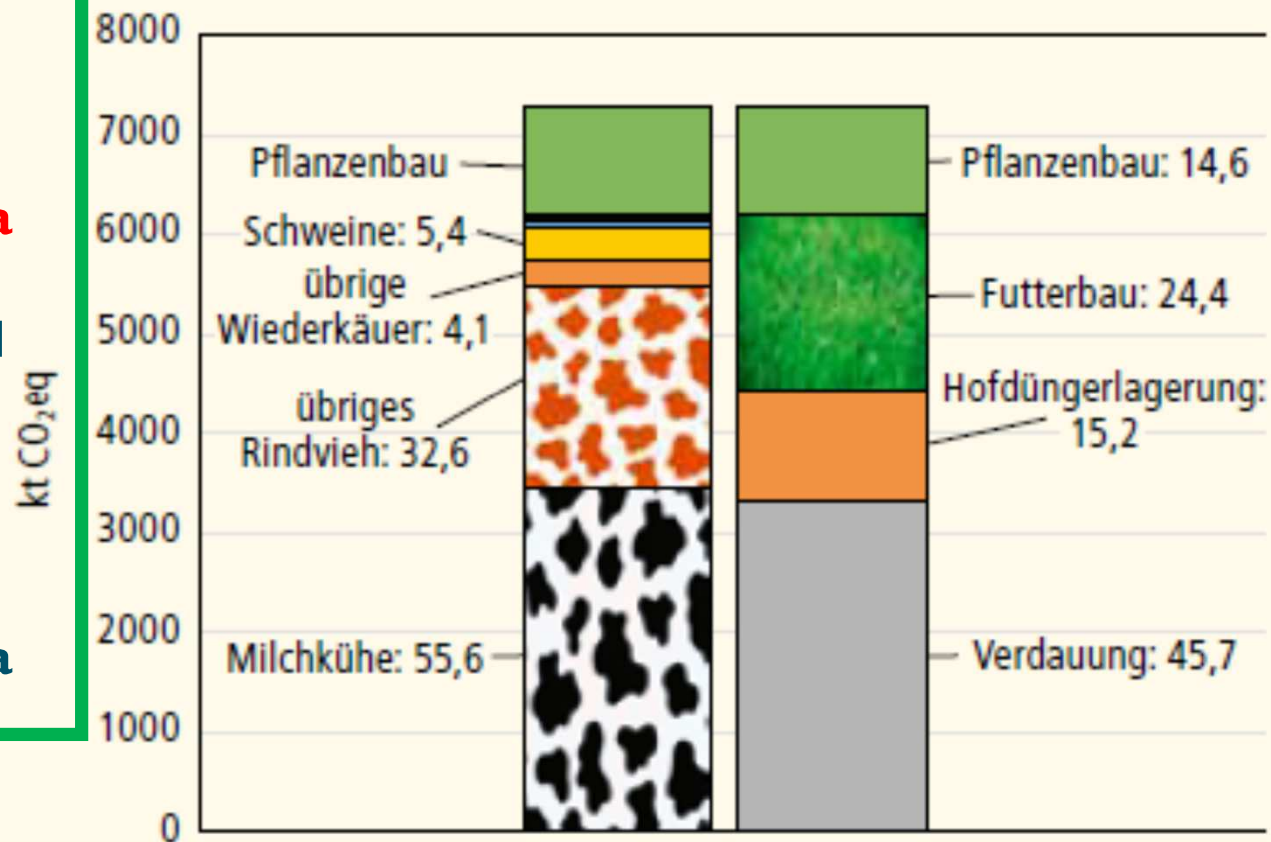 8000
7000
6000
5000
4000
3000
2000
1000
0
kt CO₂eq
Pflanzenbau
Schweine: 5,4
übrige
Wiederkäuer: 4,1
übriges
Rindvieh: 32,6
Milchkühe: 55,6
Pflanzenbau: 14,6
Futterbau: 24,4
Hofdüngerlagerung:
15,2
Verdauung: 45,7
a
a